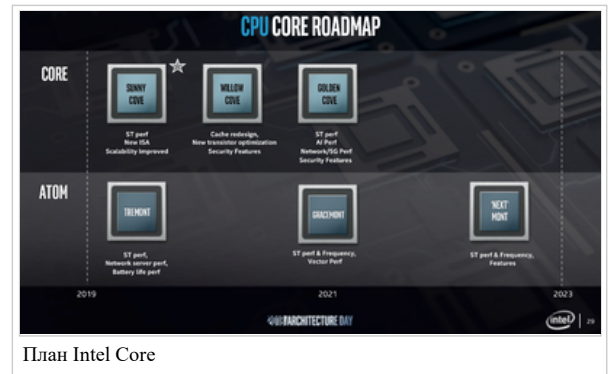 CPU CORE ROADMAP
CORE
SUNNY
COVE
WILLOW
COVE
GOLDEN
COVE
ST perf
New ISA
Scalability Improved
Cache redesign,
New transistor optimization
Security Features
ST perf
AI Perf
Network/5G Perf
Security Features
ATOM
TREMONT
GRACEMONT
'NEXT'
MONT
ST perf,
Network server perf,
Battery life perf
ST perf & Frequency,
Vector Perf
ST perf & Frequency,
Features
2019
2021
2023
ARCHITECTURE DAY
intel
29
План Intel Core